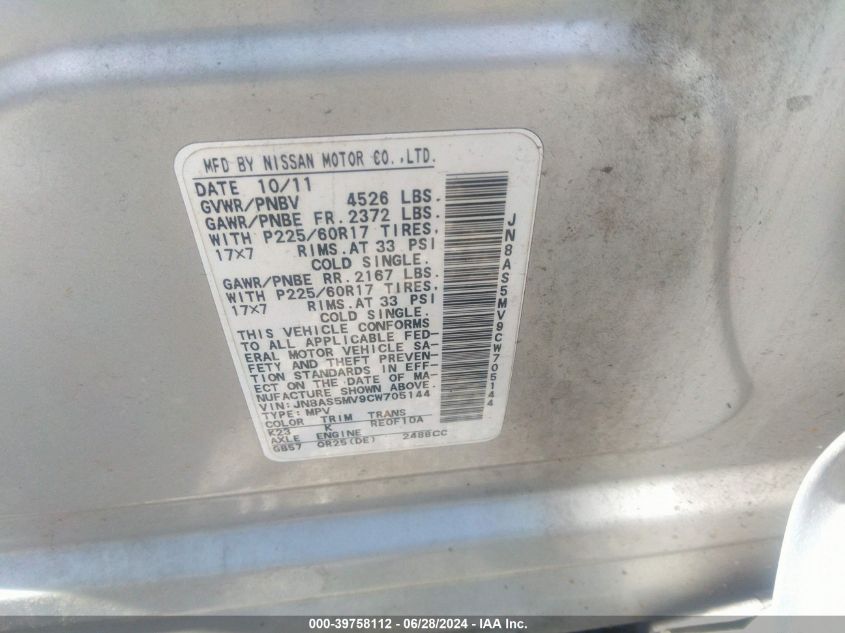 MFD BY NISSAN MOTOR CO.,LTD.
DATE 10/11
GVWR/PNBV 4526 LBS.
GAWR/PNBE FR. 2372 LBS.
WITH P225/60R17 TIRES,
17X7 RIMS. AT 33 PSI
COLD SINGLE.
GAWR/PNBE RR. 2167 LBS.
WITH P225/60R17 TIRES,
17X7 RIMS. AT 33 PSI
COLD SINGLE.
THIS VEHICLE CONFORMS
TO ALL APPLICABLE FED-
ERAL MOTOR VEHICLE SA-
FETY AND THEFT PREVEN-
TION STANDARDS IN EFF-
ECT ON THE DATE OF MA-
NUFACTURE SHOWN ABOVE.
VIN: JN8AS5MV9CW705144
TYPE: MPV
COLOR TRIM TRANS
K23 K RE0F10A
AXLE ENGINE
GB57 QR25(DE) 2488CC
JN8AS5MV9CW705144
000-39758112 - 06/28/2024 - IAA Inc.